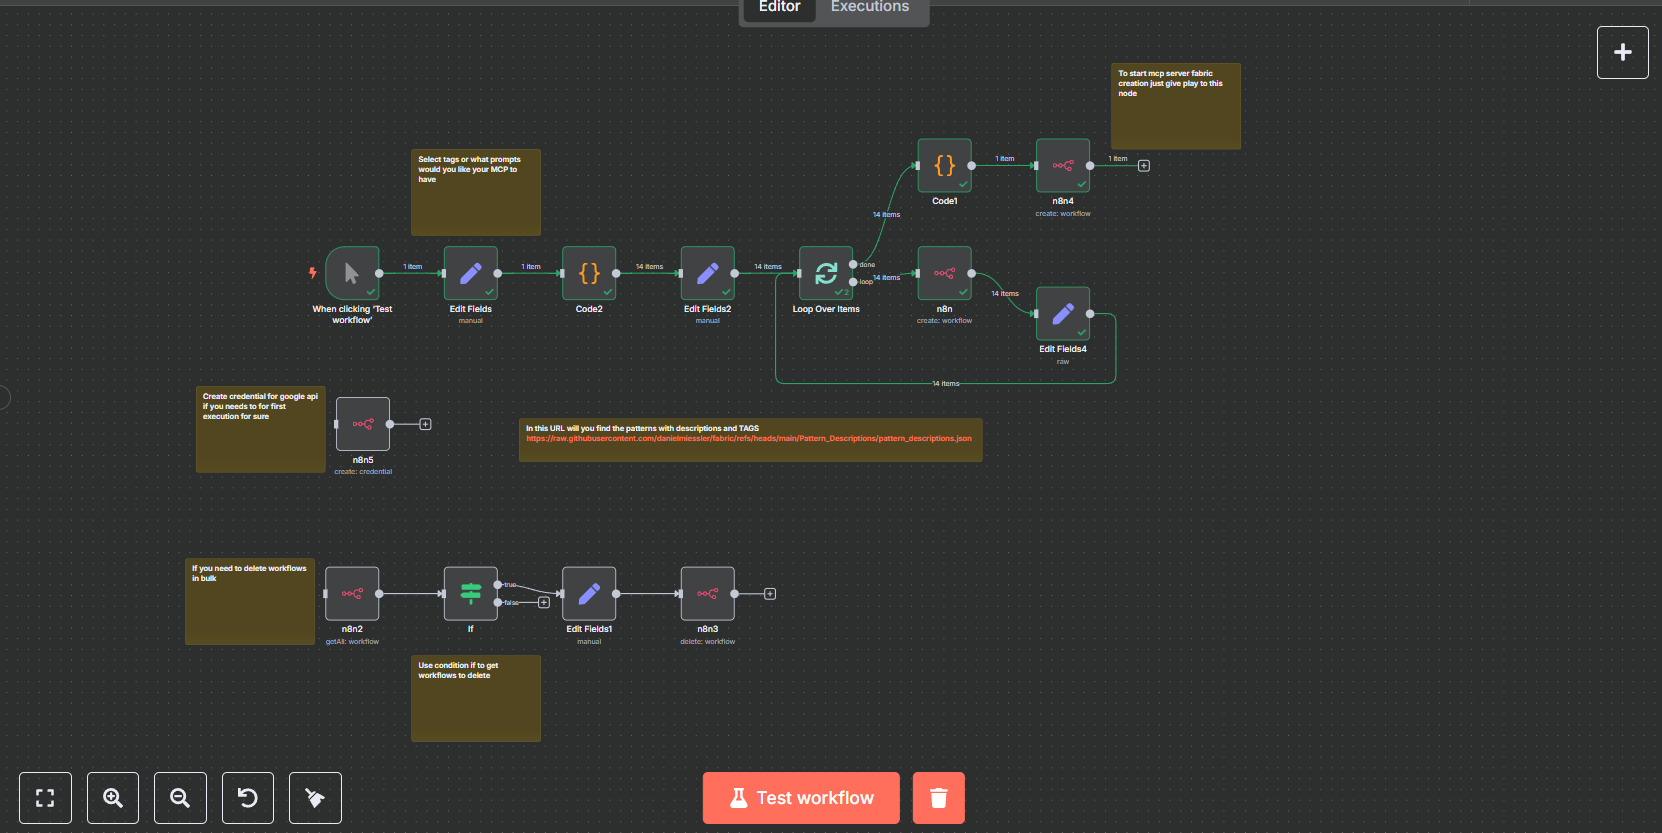 Editor
Executions
To start mcp server fabric
creation just give play to this
node
Select tags or what prompts
would you like your MCP to
have
1 item
1 item
Code1
n8n4
create: workflow
14 items
1 item
1 item
14 items
14 items
done
loop
14 items
2
When clicking 'Test
workflow'
Edit Fields
manual
Code2
Edit Fields2
manual
Loop Over Items
n8n
create: workflow
14 items
Edit Fields4
raw
14 items
Create credential for google api
if you needs to for first
execution for sure
n8n5
create: credential
In this URL will you find the patterns with descriptions and TAGS
https://raw.githubusercontent.com/danielmiessler/fabric/refs/heads/main/Pattern_Descriptions/pattern_descriptions.json
If you need to delete workflows
in bulk
true
false
n8n2
getAll: workflow
If
Edit Fields1
manual
n8n3
delete: workflow
Use condition if to get
workflows to delete
Test workflow